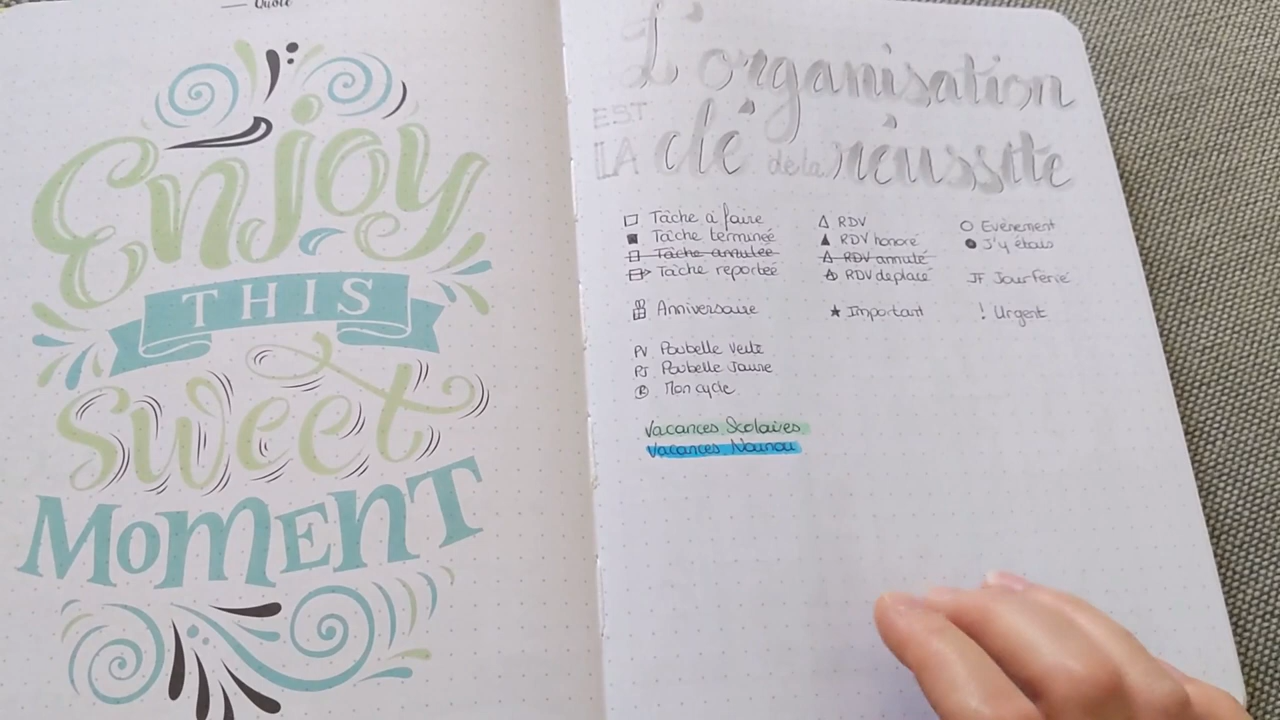 Quote
Enjoy
THIS
sweet
MOMENT
L'organisation
EST
LA clé de la réussite
Tâche à faire
Tâche terminée
Tâche annulée
Tâche reportée
Anniversaire
PV Poubelle Verte
PJ Poubelle Jaune
R Mon cycle
Vacances Scolaires
Vacances Nounou
RDV
RDV honoré
RDV annulé
RDV déplacé
Important
Evènement
J'y étais
JF Jour Férié
! Urgent